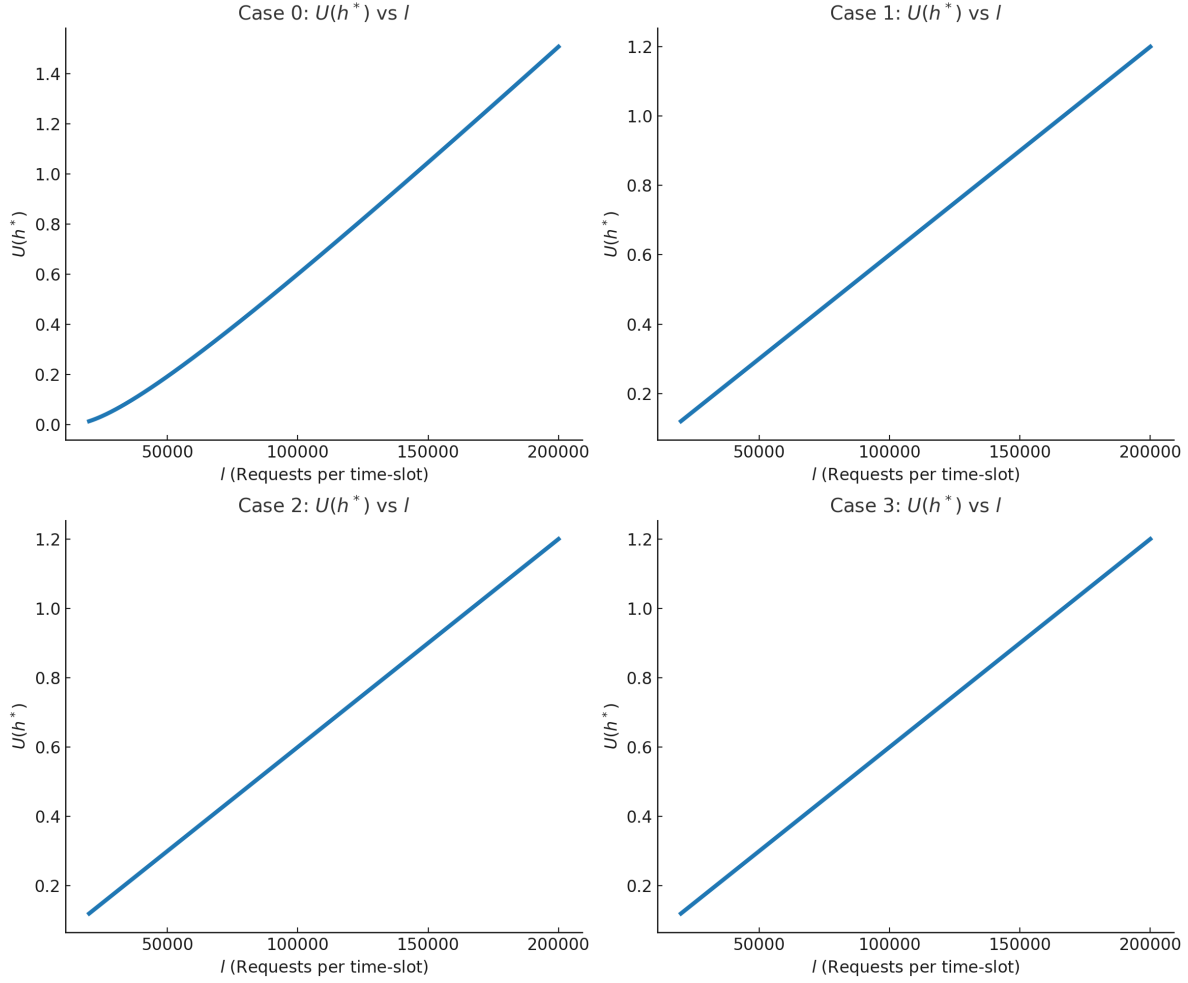 Case 0: U(h*) vs l
1.4
1.2
1.0
0.8
0.6
0.4
0.2
0.0
U(h*)
50000 100000 150000 200000
l (Requests per time-slot)
Case 1: U(h*) vs l
1.2
1.0
0.8
0.6
0.4
0.2
U(h*)
50000 100000 150000 200000
l (Requests per time-slot)
Case 2: U(h*) vs l
1.2
1.0
0.8
0.6
0.4
0.2
U(h*)
50000 100000 150000 200000
l (Requests per time-slot)
Case 3: U(h*) vs l
1.2
1.0
0.8
0.6
0.4
0.2
U(h*)
50000 100000 150000 200000
l (Requests per time-slot)